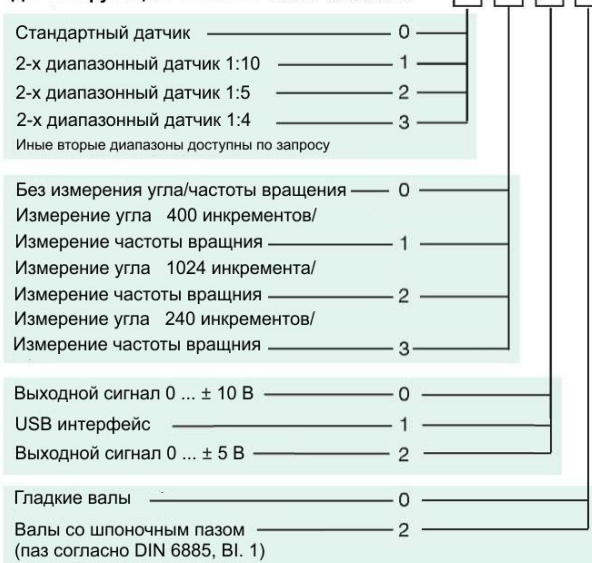 Стандартный датчик 0
2-х диапазонный датчик 1:10 1
2-х диапазонный датчик 1:5 2
2-х диапазонный датчик 1:4 3
Иные вторые диапазоны доступны по запросу
Без измерения угла/частоты вращения 0
Измерение угла 400 инкрементов/
Измерение частоты вращния 1
Измерение угла 1024 инкремента/
Измерение частоты вращния 2
Измерение угла 240 инкрементов/
Измерение частоты вращния 3
Выходной сигнал 0 ... ± 10 В 0
USB интерфейс 1
Выходной сигнал 0 ... ± 5 В 2
Гладкие валы 0
Валы со шпоночным пазом 2
(паз согласно DIN 6885, BI. 1)